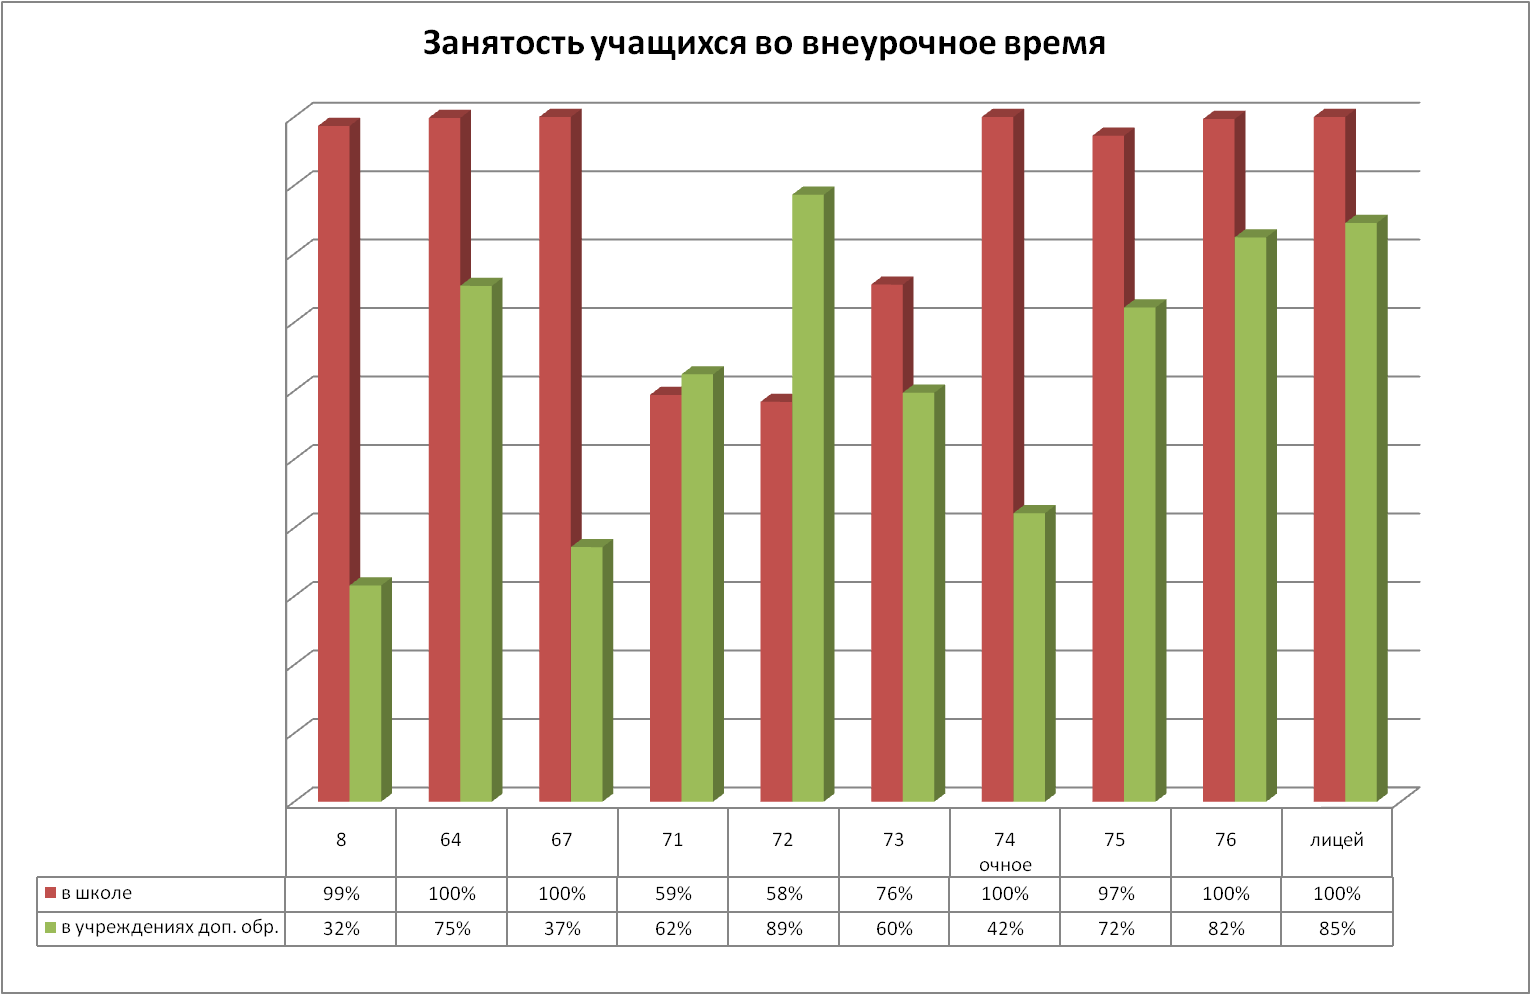 Занятость учащихся во внеурочное время
8 64 67 71 72 73 74 75 76 лицей
очное
в школе 99% 100% 100% 59% 58% 76% 100% 97% 100% 100%
в учреждениях доп. обр. 32% 75% 37% 62% 89% 60% 42% 72% 82% 85%